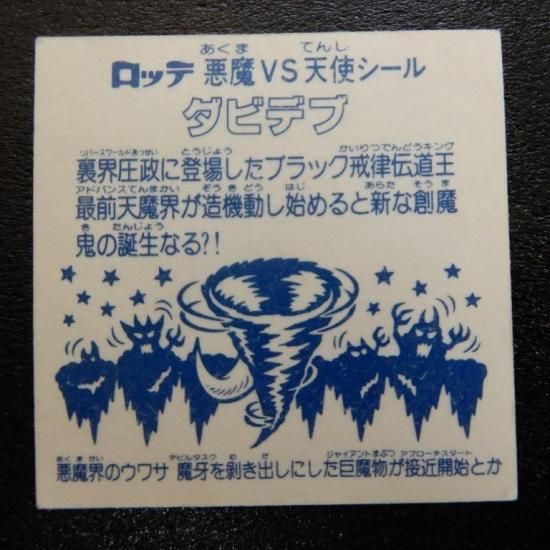 あくま てんし
ロッテ 悪魔VS天使シール
ダビデブ
リバースワールドあっせい とうじょう かいりつでんどうキング
裏界圧政に登場したブラック戒律伝道王
アドバンスてんまかい ぞうきどう はじ あらた そうま
最前天魔界が造機動し始めると新な創魔
き たんじょう
鬼の誕生なる?!
あくまかい デビルタスク む だ ジャイアントまぶつ アプローチスタート
悪魔界のウワサ 魔牙を剥き出しにした巨魔物が接近開始とか